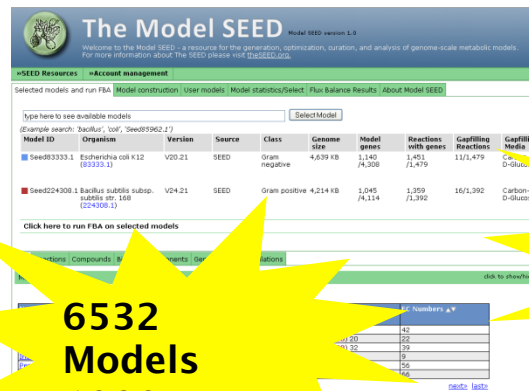 The Model SEED Model SEED version 1.0
Welcome to the Model SEED - a resource for the generation, optimization, curation, and analysis of genome-scale metabolic models.
For more information about The SEED please visit theSEED.org.
»SEED Resources »Account management
Selected models and run FBA Model construction User models Model statistics/Select Flux Balance Results About Model SEED
type here to see available models Select Model
(Example search: 'bacillus', 'coli', 'Seed85962.1')
Model ID Organism Version Source Class Genome size Model genes Reactions with genes Gapfilling Reactions Gapfilli Media
Seed83333.1 Escherichia coli K12 (83333.1) V20.21 SEED Gram negative 4,639 KB 1,140 /4,308 1,451 /1,479 11/1,479 D-Glucos
Seed224308.1 Bacillus subtilis subsp. subtilis str. 168 (224308.1) V24.21 SEED Gram positive 4,214 KB 1,045 /4,114 1,359 /1,392 16/1,392 Carbon- D-Glucos
Click here to run FBA on selected models
Compounds
click to show/hi
EC Numbers
42
20 22
32 39
9
56
66
6532
Models
next» last»